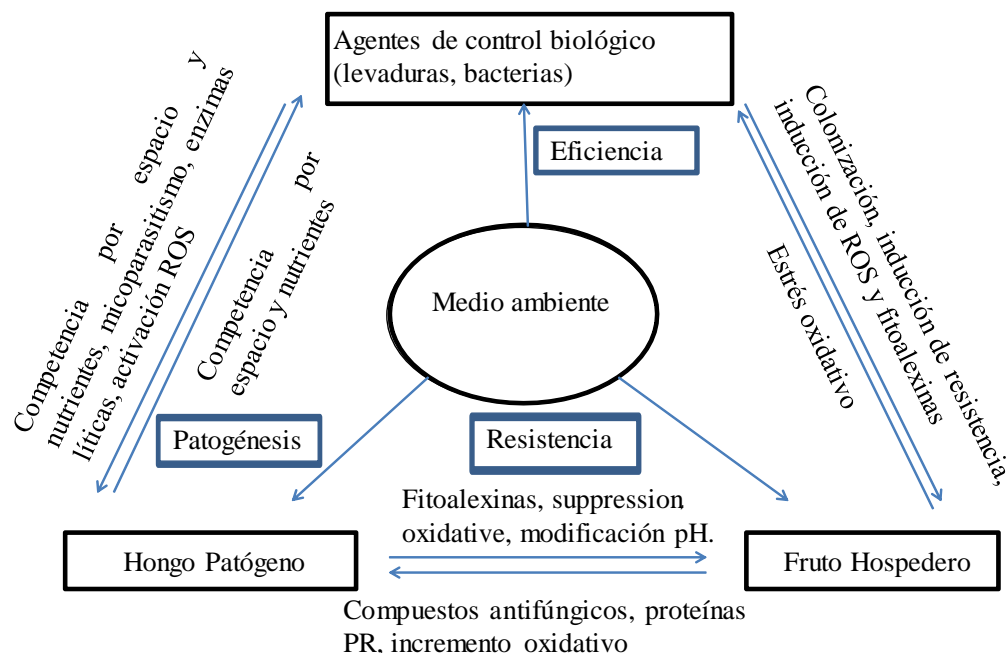 Agentes de control biológico
(levaduras, bacterias)
Eficiencia
Competencia por espacio y
nutrientes, micoparasitismo, enzimas
líticas, activación ROS
Competencia por
espacio y nutrientes
Colonización, inducción de resistencia,
inducción de ROS y fitoalexinas
Estrés oxidativo
Medio ambiente
Patogénesis
Resistencia
Fitoalexinas, suppression
oxidative, modificación pH.
Hongo Patógeno
Fruto Hospedero
Compuestos antifúngicos, proteínas
PR, incremento oxidativo